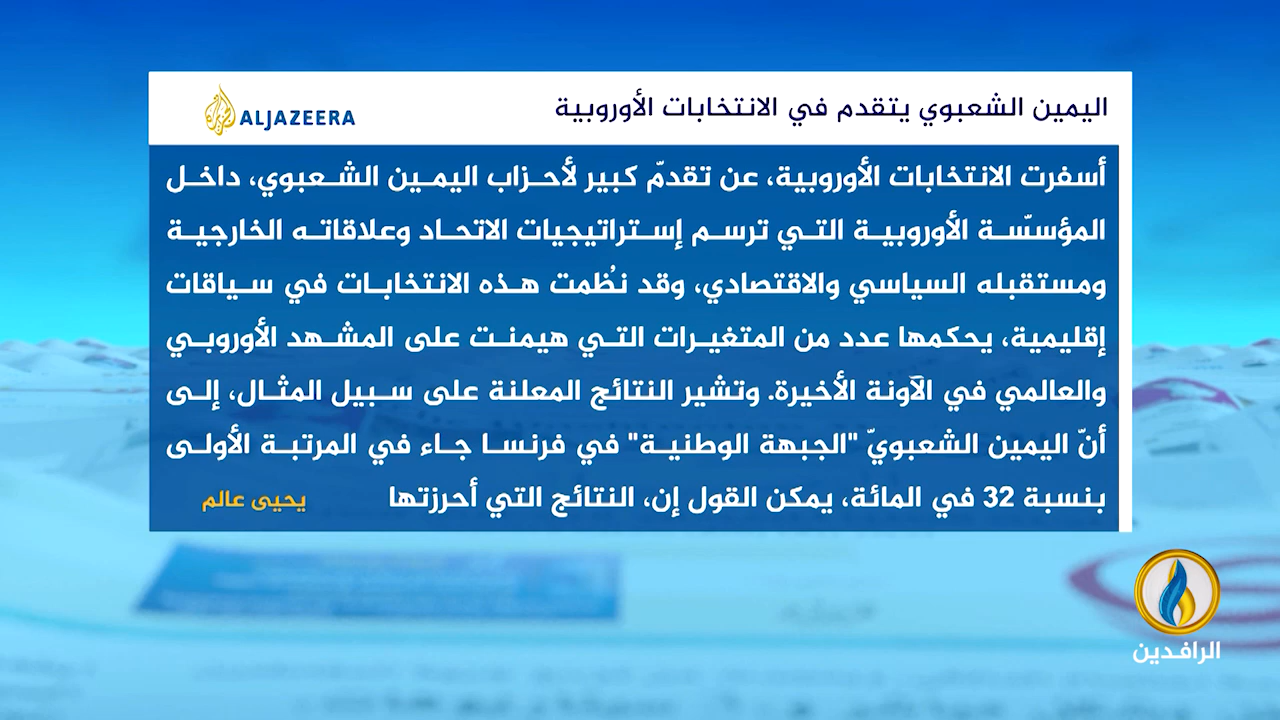 اليمين الشعبوي يتقدم في الانتخابات الأوروبية
ALJAZEERA
أسفرت الانتخابات الأوروبية، عن تقدمّ كبير لأحزاب اليمين الشعبوي، داخل
المؤسسّة الأوروبية التي ترسم إستراتيجيات الاتحاد وعلاقاته الخارجية
ومستقبله السياسي والاقتصادي، وقد نظُمت هذه الانتخابات في سياقات
إقليمية، يحكمها عدد من المتغيرات التي هيمنت على المشهد الأوروبي
والعالمي في الآونة الأخيرة. وتشير النتائج المعلنة على سبيل المثال، إلى
أنّ اليمين الشعبويّ "الجبهة الوطنية" في فرنسا جاء في المرتبة الأولى
بنسبة 32 في المائة، يمكن القول إن، النتائج التي أحرزتها
يحيى عالم
الرافدين